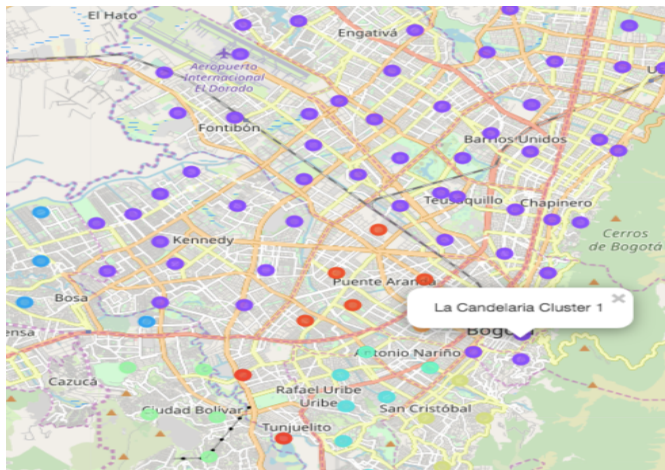 El Hato
Engativá
Aeropuerto
Internacional
El Dorado
Fontibón
Barrios Unidos
Teusaquillo
Chapinero
Cerros
de Bogotá
Kennedy
Puente Aranda
Bosa
La Candelaria Cluster 1
×
Antonio Nariño
Cazucá
Rafael Uribe
Uribe
Ciudad Bolívar
San Cristóbal
Tunjuelito